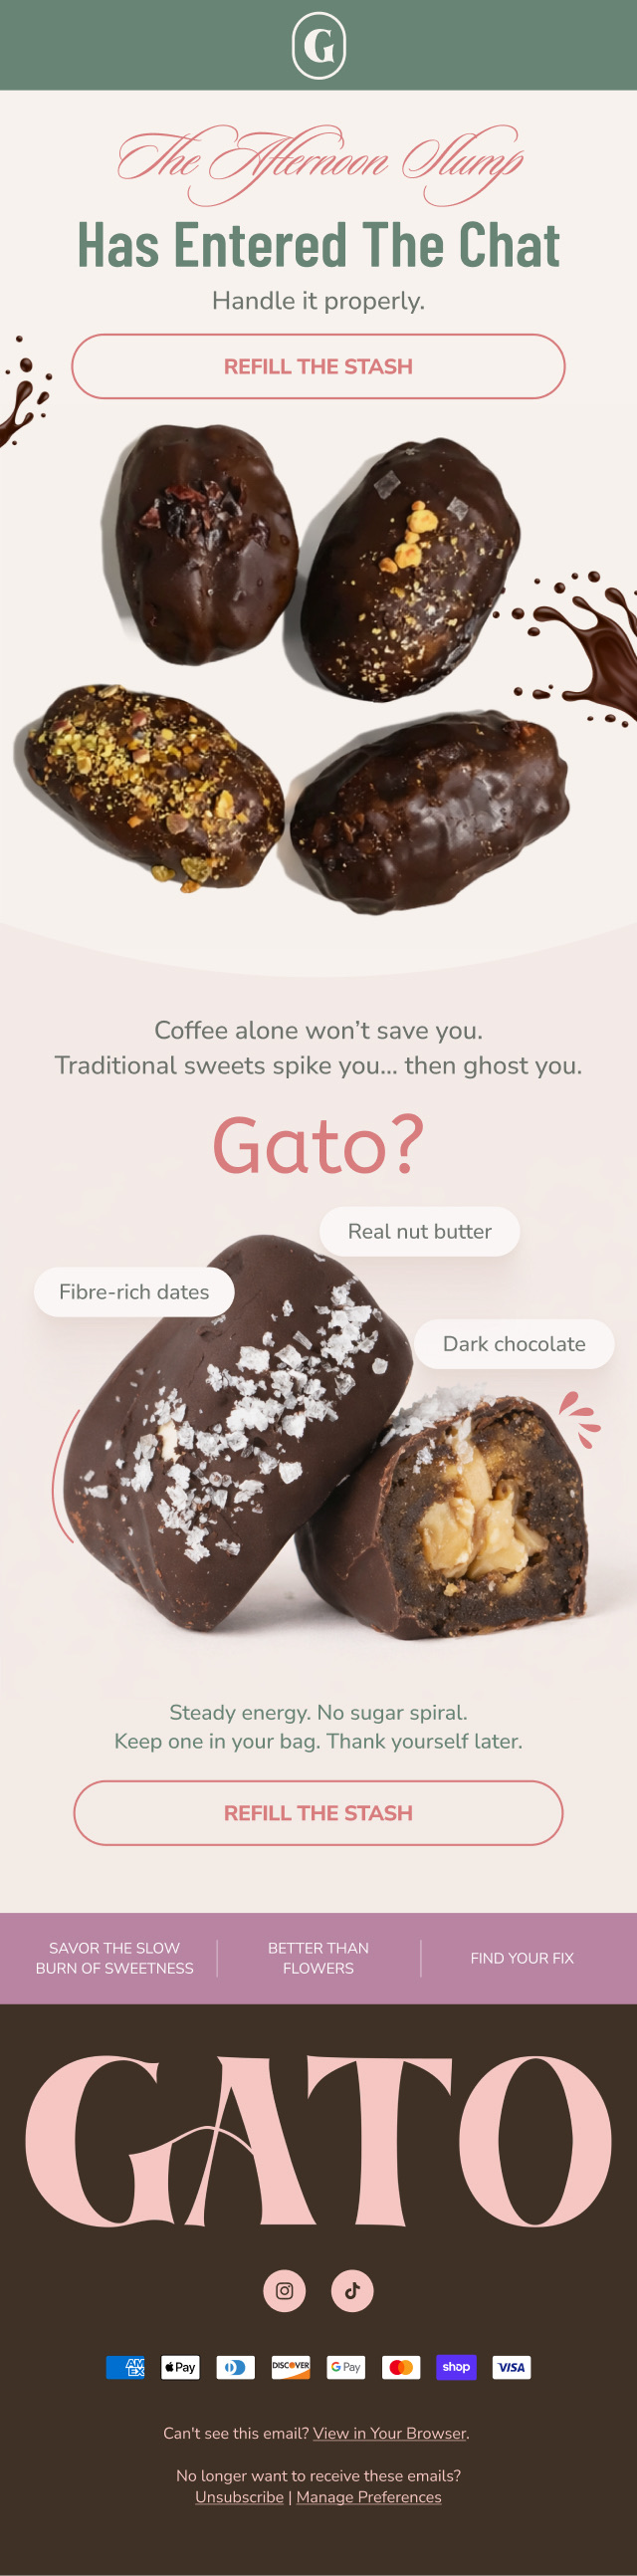 G
The Afternoon Slump
Has Entered The Chat
Handle it properly.
REFILL THE STASH
Coffee alone won’t save you.
Traditional sweets spike you... then ghost you.
Gato?
Real nut butter
Fibre-rich dates
Dark chocolate
Steady energy. No sugar spiral.
Keep one in your bag. Thank yourself later.
REFILL THE STASH
SAVOR THE SLOW
BURN OF SWEETNESS
BETTER THAN
FLOWERS
FIND YOUR FIX
GATO
AMEX
Pay
DISCOVER
G Pay
shop
VISA
Can't see this email? View in Your Browser.
No longer want to receive these emails?
Unsubscribe | Manage Preferences